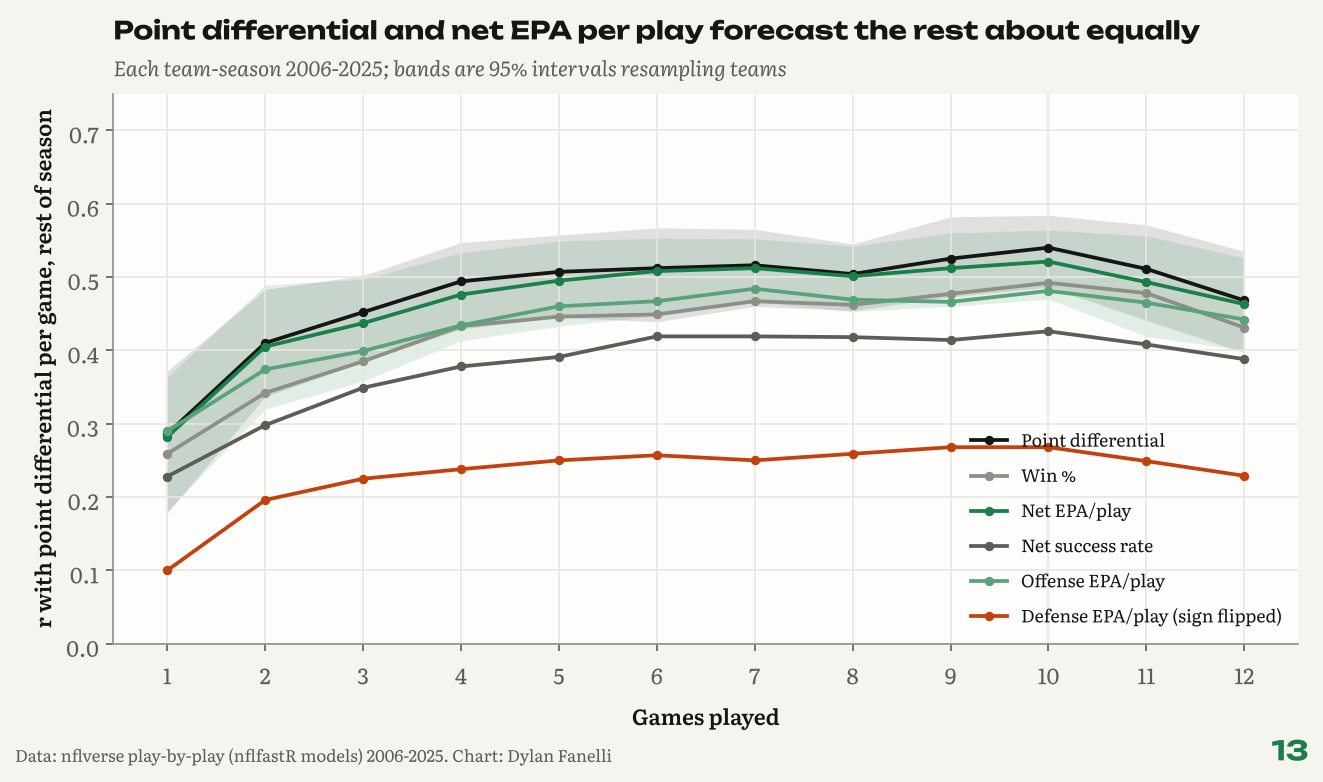 Point differential and net EPA per play forecast the rest about equally
Each team-season 2006-2025; bands are 95% intervals resampling teams
r with point differential per game, rest of season
0.7
0.6
0.5
0.4
0.3
0.2
0.1
0.0
Point differential
Win %
Net EPA/play
Net success rate
Offense EPA/play
Defense EPA/play (sign flipped)
1 2 3 4 5 6 7 8 9 10 11 12
Games played
Data: nflverse play-by-play (nflfastR models) 2006-2025. Chart: Dylan Fanelli
13